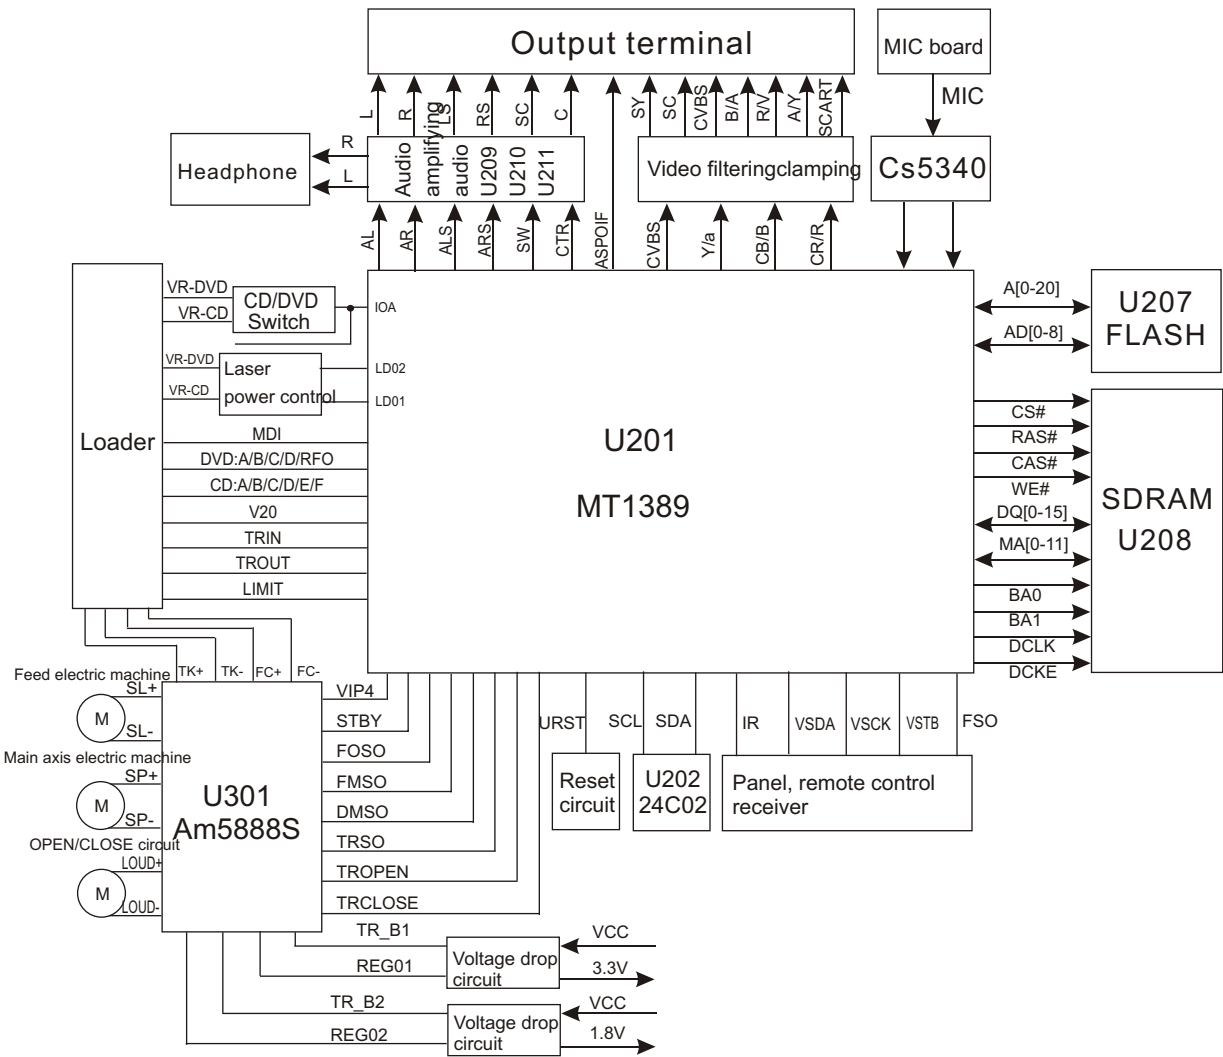 Output terminal
MIC board
MIC
L
R
LS
RS
SC
C
SY
SC
CVBS
B/A
R/V
A/Y
SCART
Headphone
R
L
Audio
amplifying
audio
U209
U210
U211
Video filteringclamping
Cs5340
AL
AR
ALS
ARS
SW
CTR
ASPOIF
CVBS
Y/a
CB/B
CR/R
Loader
VR-DVD
VR-CD
CD/DVD
Switch
IOA
VR-DVD
VR-CD
Laser
power control
LD02
LD01
MDI
DVD:A/B/C/D/RFO
CD:A/B/C/D/E/F
V20
TRIN
TROUT
LIMIT
U201
MT1389
A[0-20]
AD[0-8]
U207
FLASH
CS#
RAS#
CAS#
WE#
DQ[0-15]
MA[0-11]
BA0
BA1
DCLK
DCKE
SDRAM
U208
TK+
TK-
FC+
FC-
Feed electric machine
SL+
M
SL-
Main axis electric machine
SP+
M
SP-
OPEN/CLOSE circuit
LOUD+
M
LOUD-
U301
Am5888S
VIP4
STBY
FOSO
FMSO
DMSO
TRSO
TROPEN
TRCLOSE
URST
SCL
SDA
IR
VSDA
VSCK
VSTB
FSO
Reset
circuit
U202
24C02
Panel, remote control
receiver
TR_B1
REG01
TR_B2
REG02
Voltage drop
circuit
VCC
3.3V
Voltage drop
circuit
VCC
1.8V